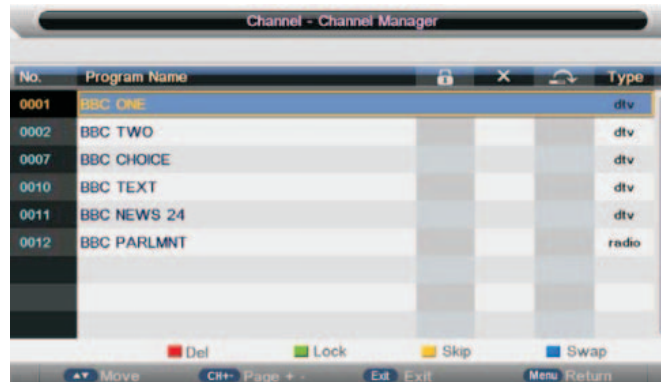 Channel - Channel Manager
No. Program Name Type
0001 BBC ONE dtv
0002 BBC TWO dtv
0007 BBC CHOICE dtv
0010 BBC TEXT dtv
0011 BBC NEWS 24 dtv
0012 BBC PARLMNT radio
Del Lock Skip Swap
Move CH+- Page + - Exit Exit Menu Return